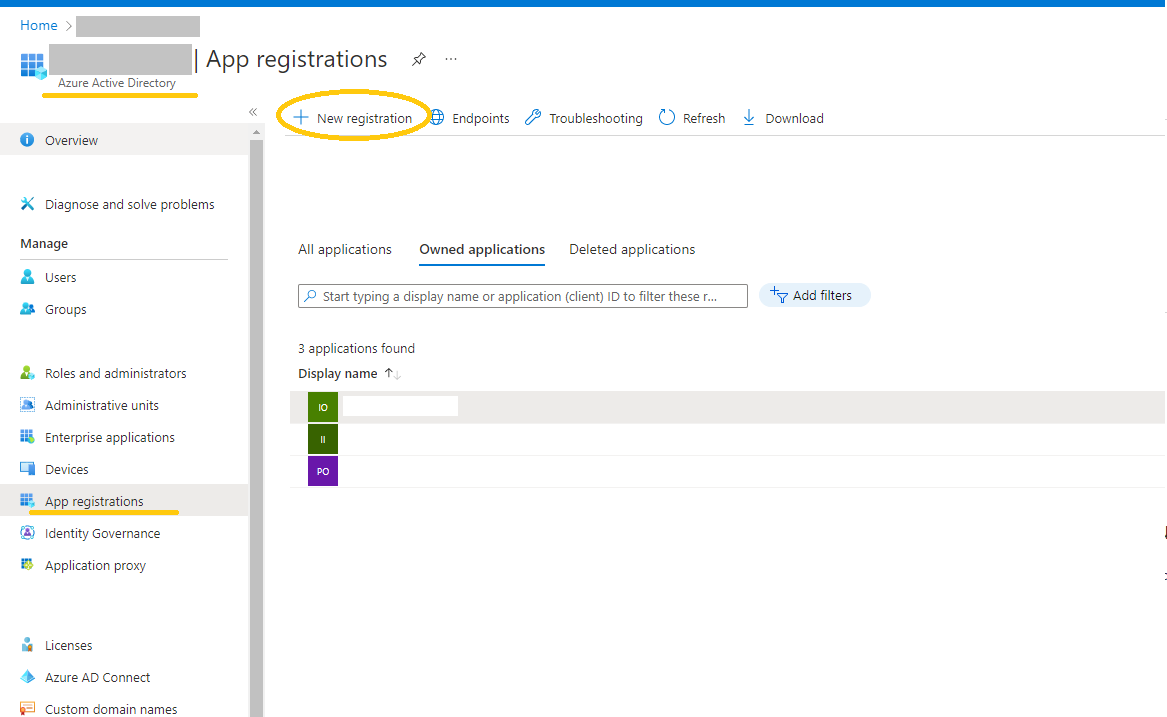 Home >
| App registrations ...
Azure Active Directory
«
+ New registration Endpoints Troubleshooting Refresh Download
Overview
Diagnose and solve problems
Manage
Users
Groups
Roles and administrators
Administrative units
Enterprise applications
Devices
App registrations
Identity Governance
Application proxy
Licenses
Azure AD Connect
Custom domain names
All applications Owned applications Deleted applications
Start typing a display name or application (client) ID to filter these r... Add filters
3 applications found
Display name ↑↓
IO
II
PO